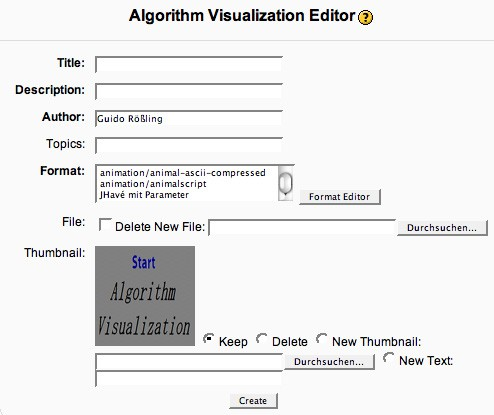 Algorithm Visualization Editor ?
Title:
Description:
Author: Guido Rößling
Topics:
Format: animation/animal-ascii-compressed
animation/animalscript
JHavé mit Parameter
Format Editor
File: Delete New File: Durchsuchen...
Thumbnail:
Start
Algorithm
Visualization
Keep Delete New Thumbnail:
Durchsuchen... New Text:
Create